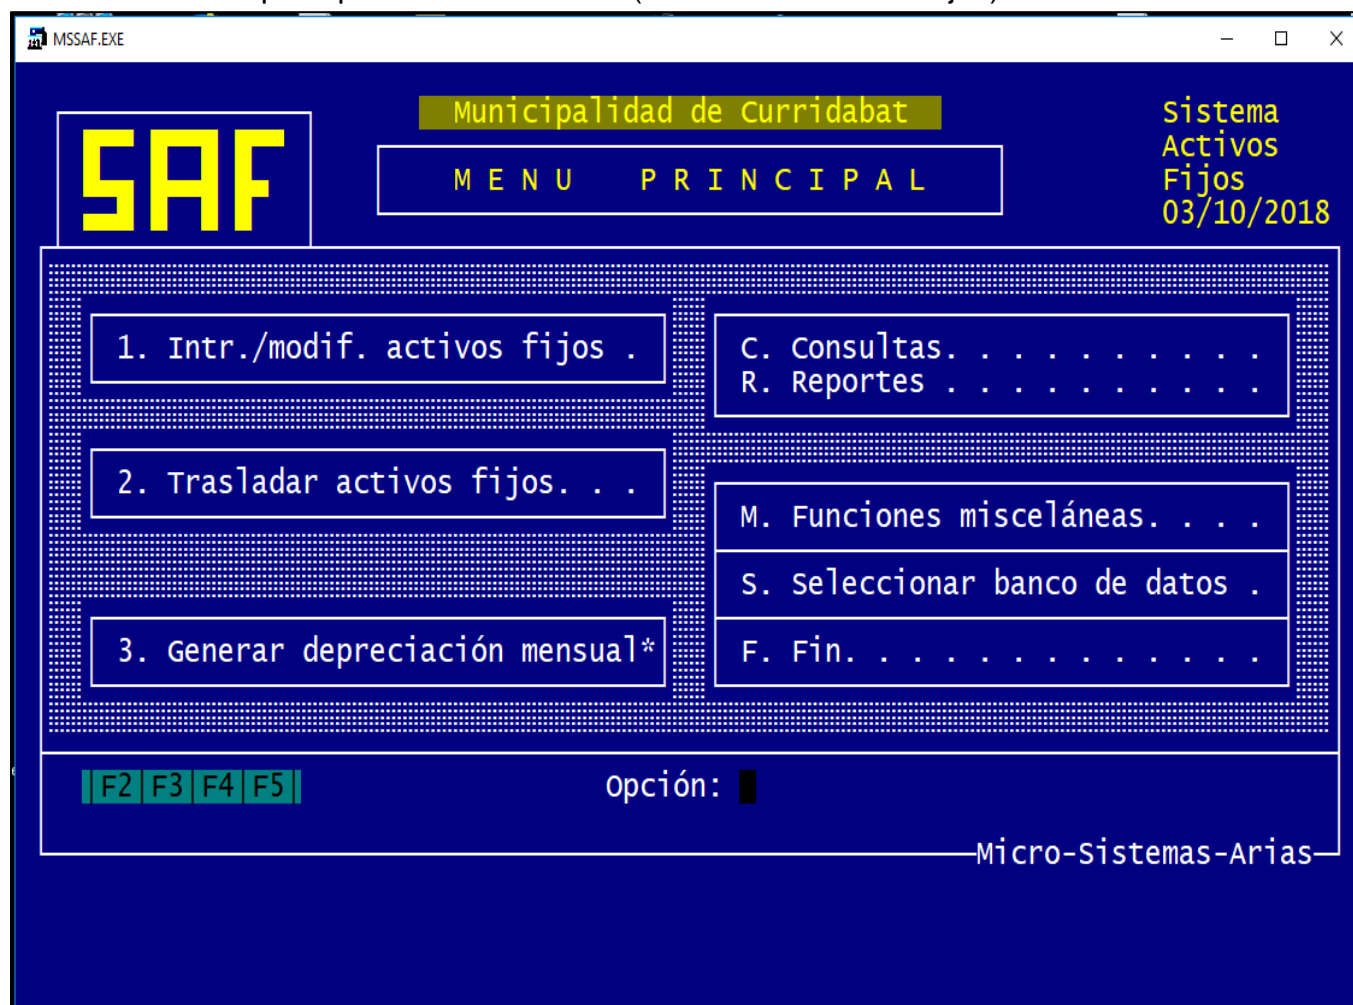 MSSAF.EXE
SAF
Municipalidad de Curridabat
MENU PRINCIPAL
Sistema
Activos
Fijos
03/10/2018
1. Intr./modif. activos fijos .
2. Trasladar activos fijos. . .
3. Generar depreciación mensual*
C. Consultas. . . . . . . . . .
R. Reportes . . . . . . . . . .
M. Funciones misceláneas. . . .
S. Seleccionar banco de datos .
F. Fin. . . . . . . . . . . . .
F2 F3 F4 F5
Opción:
Micro-Sistemas-Arias